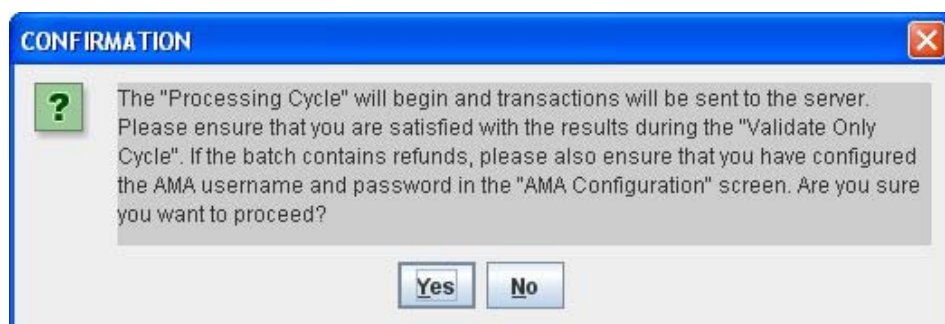 CONFIRMATION
?
The "Processing Cycle" will begin and transactions will be sent to the server.
Please ensure that you are satisfied with the results during the "Validate Only
Cycle". If the batch contains refunds, please also ensure that you have configured
the AMA username and password in the "AMA Configuration" screen. Are you sure
you want to proceed?
Yes No